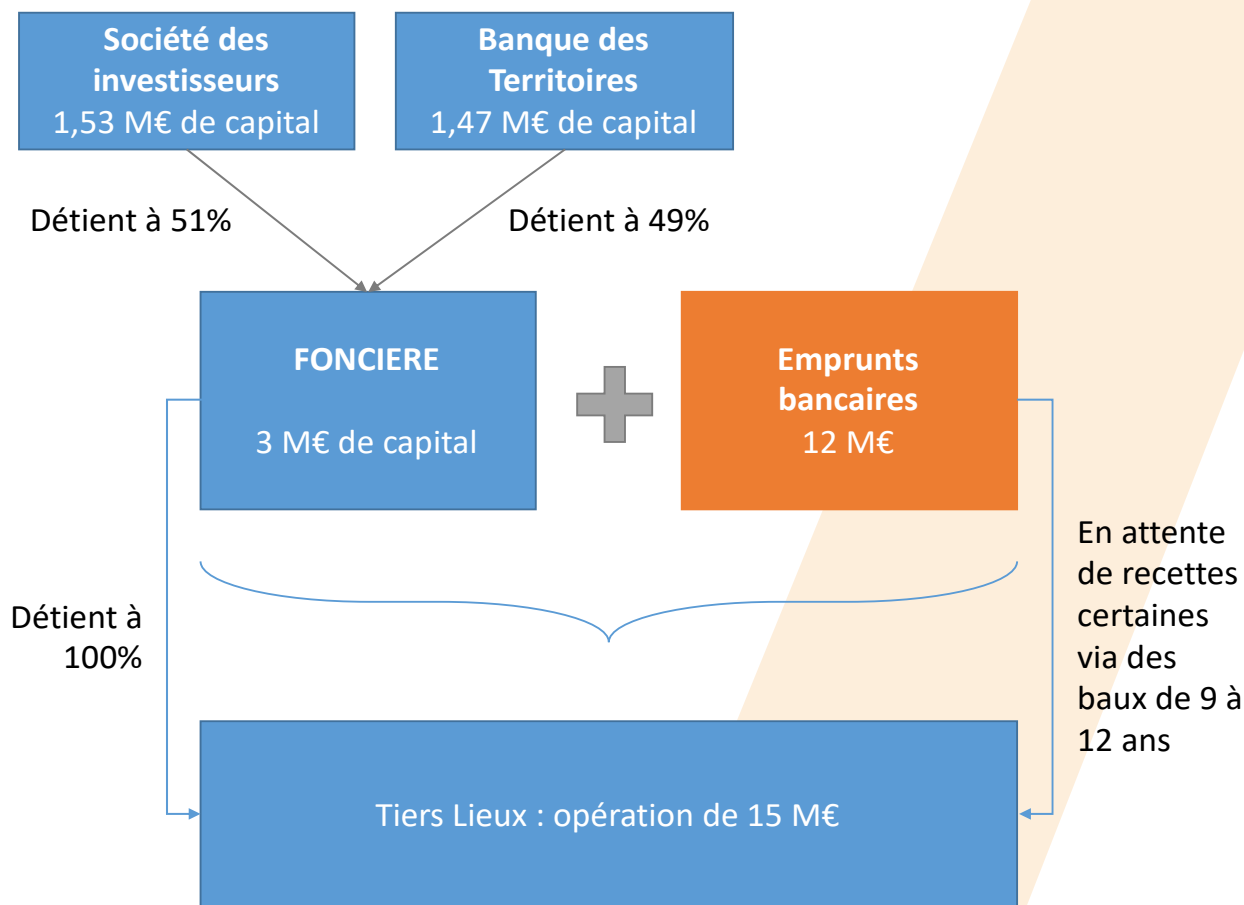 Société des
investisseurs
1,53 M€ de capital
Banque des
Territoires
1,47 M€ de capital
Détient à 51%
Détient à 49%
FONCIERE
3 M€ de capital
Emprunts
bancaires
12 M€
Détient à
100%
En attente
de recettes
certaines
via des
baux de 9 à
12 ans
Tiers Lieux : opération de 15 M€